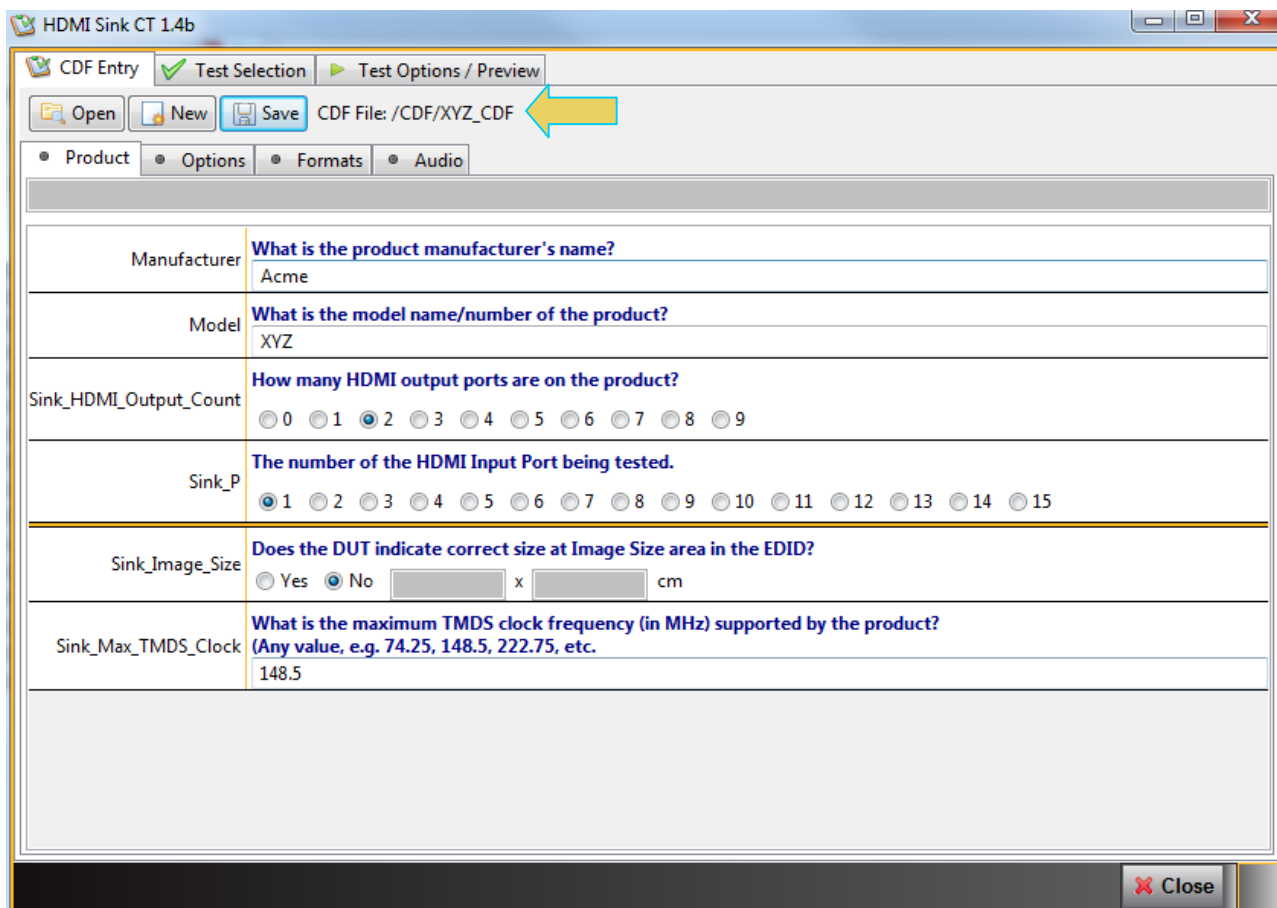 HDMI Sink CT 1.4b
CDF Entry Test Selection Test Options / Preview
Open New Save CDF File: /CDF/XYZ_CDF
Product Options Formats Audio
Manufacturer What is the product manufacturer's name?
Acme
Model What is the model name/number of the product?
XYZ
Sink_HDMI_Output_Count How many HDMI output ports are on the product?
0 1 2 3 4 5 6 7 8 9
Sink_P The number of the HDMI Input Port being tested.
1 2 3 4 5 6 7 8 9 10 11 12 13 14 15
Sink_Image_Size Does the DUT indicate correct size at Image Size area in the EDID?
Yes No x cm
Sink_Max_TMDS_Clock What is the maximum TMDS clock frequency (in MHz) supported by the product?
(Any value, e.g. 74.25, 148.5, 222.75, etc.
148.5
Close